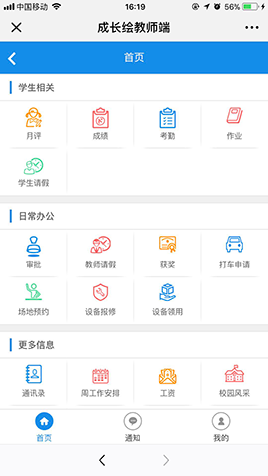 中国移动 16:19 56%
成长绘教师端
首页
学生相关
月评 成绩 考勤 作业
学生请假
日常办公
审批 教师请假 获奖 打车申请
场地预约 设备报修 设备领用
更多信息
通讯录 周工作安排 工资 校园风采
首页 通知 我的